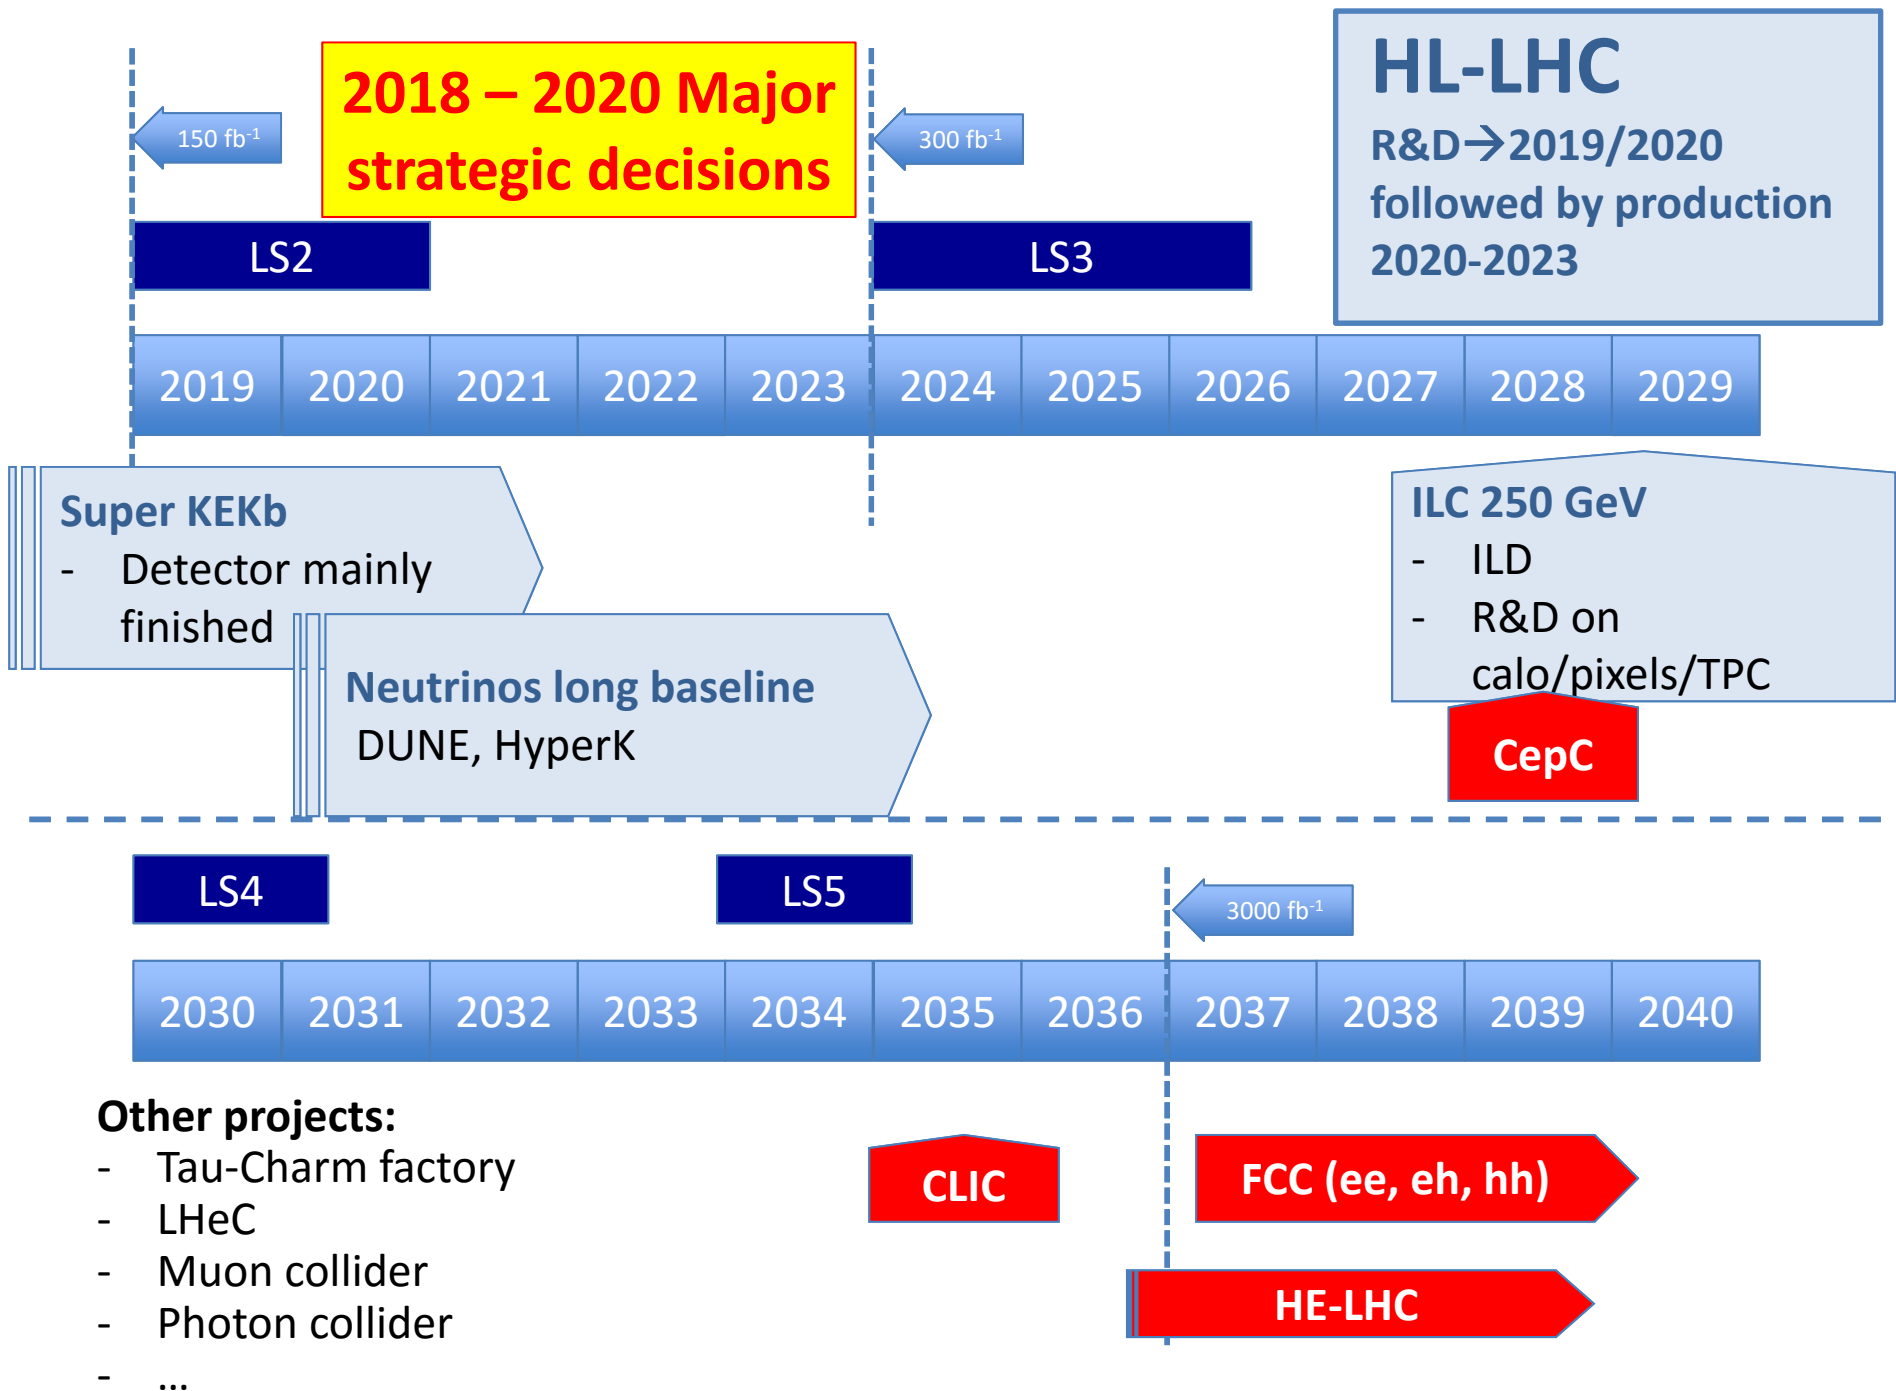 2018 – 2020 Major
strategic decisions
HL-LHC
R&D→2019/2020
followed by production
2020-2023
150 fb⁻¹
300 fb⁻¹
LS2
LS3
2019 2020 2021 2022 2023 2024 2025 2026 2027 2028 2029
Super KEKb
- Detector mainly
finished
Neutrinos long baseline
DUNE, HyperK
ILC 250 GeV
- ILD
- R&D on
calo/pixels/TPC
CepC
LS4
LS5
3000 fb⁻¹
2030 2031 2032 2033 2034 2035 2036 2037 2038 2039 2040
Other projects:
- Tau-Charm factory
- LHeC
- Muon collider
- Photon collider
- ...
CLIC
FCC (ee, eh, hh)
HE-LHC